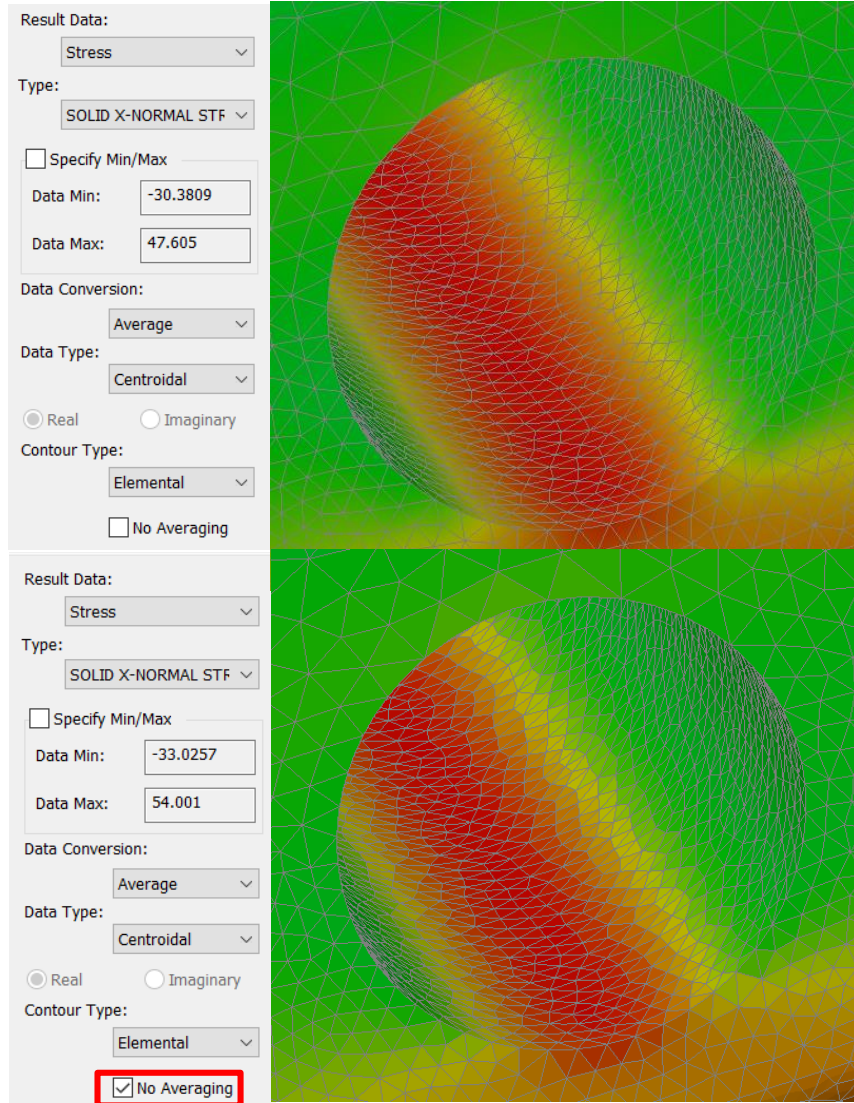 Result Data:
Stress
Type:
SOLID X-NORMAL STR
Specify Min/Max
Data Min: -30.3809
Data Max: 47.605
Data Conversion:
Average
Data Type:
Centroidal
Real Imaginary
Contour Type:
Elemental
No Averaging
Result Data:
Stress
Type:
SOLID X-NORMAL STR
Specify Min/Max
Data Min: -33.0257
Data Max: 54.001
Data Conversion:
Average
Data Type:
Centroidal
Real Imaginary
Contour Type:
Elemental
No Averaging